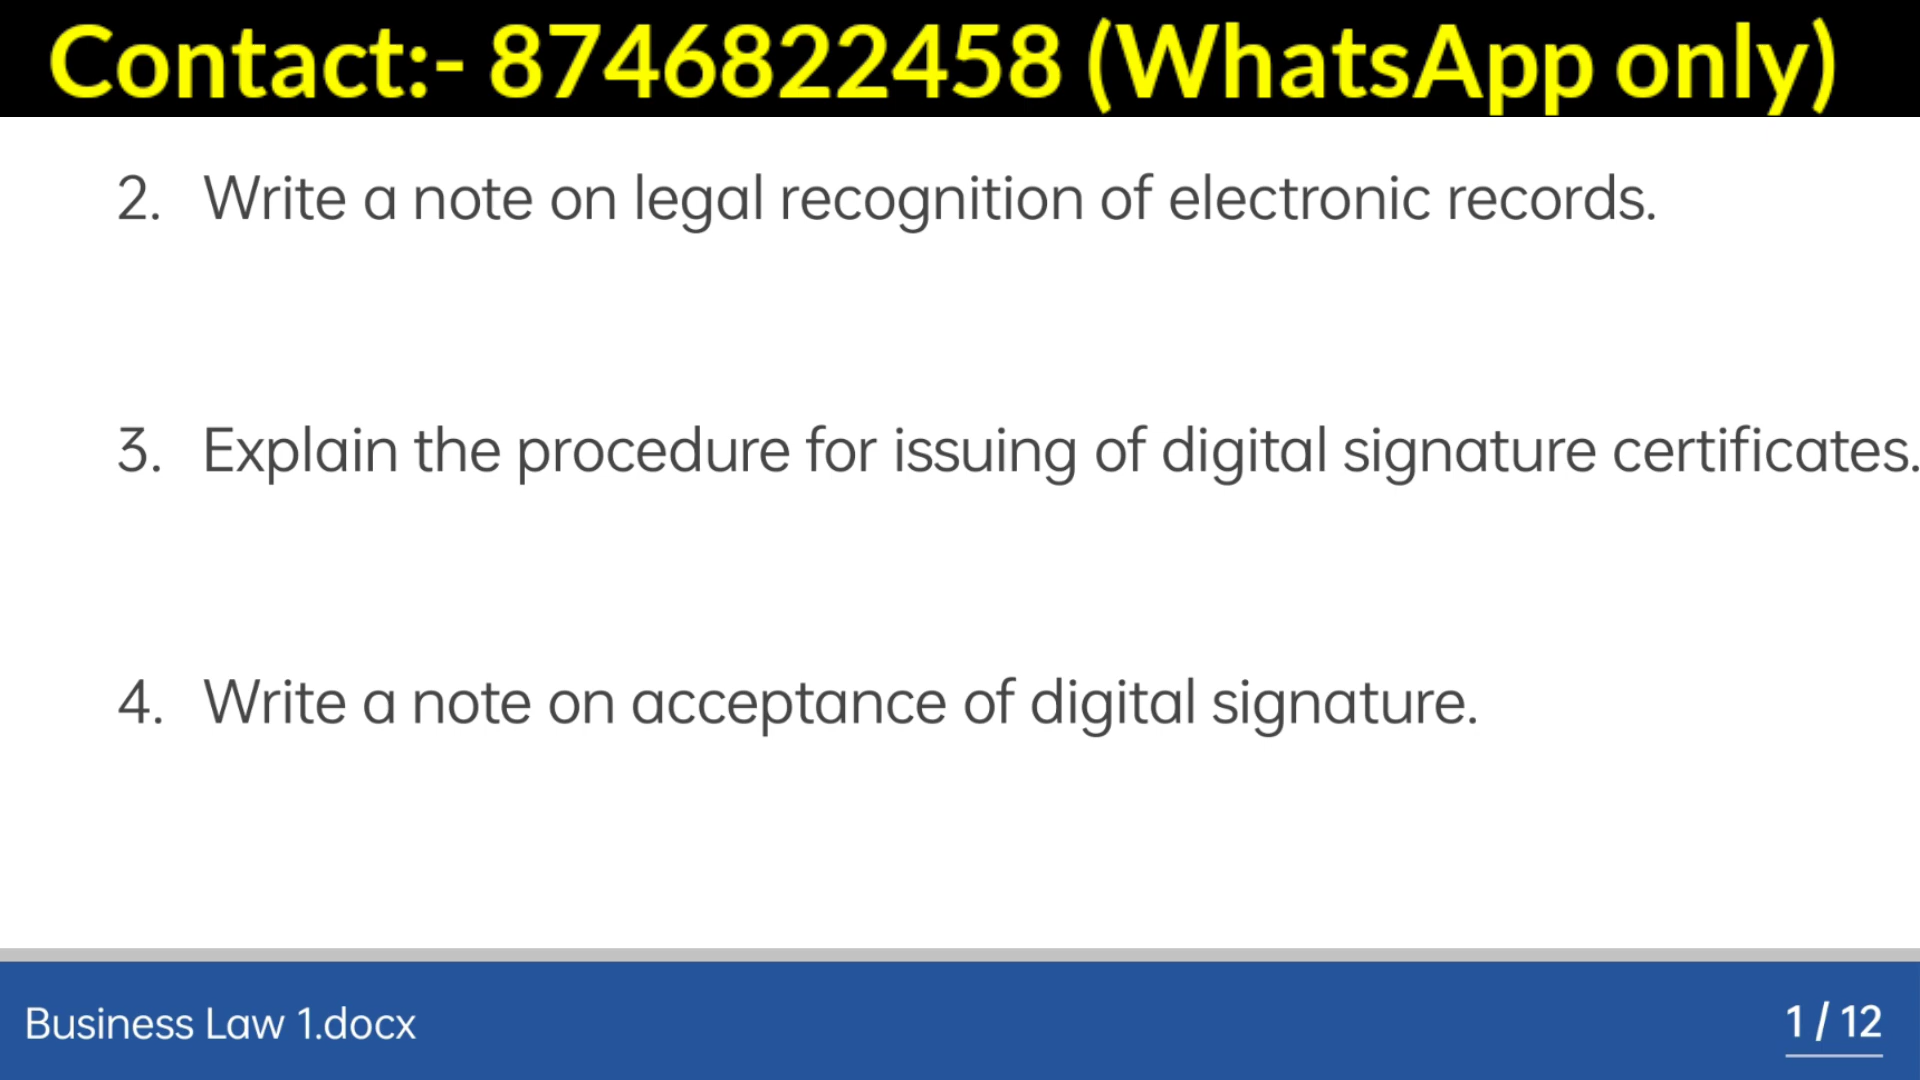 Contact:- 8746822458 (WhatsApp only)
2. Write a note on legal recognition of electronic records.
3. Explain the procedure for issuing of digital signature certificates.
4. Write a note on acceptance of digital signature.
Business Law 1.docx
1 / 12